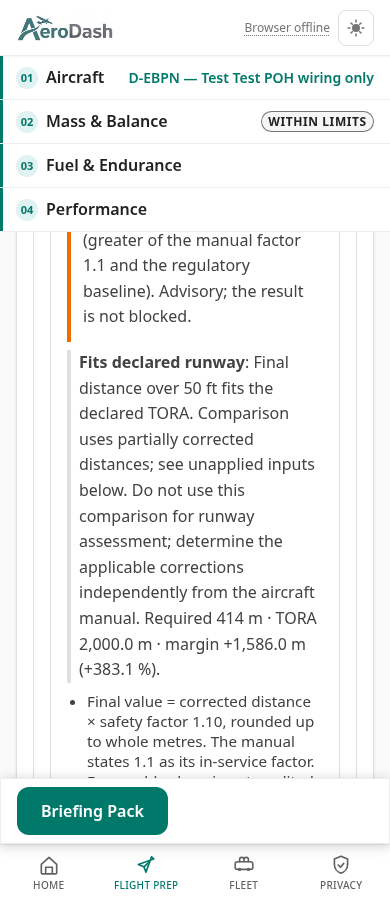 AeroDash
Browser offline
01 Aircraft D-EBPN — Test Test POH wiring only
02 Mass & Balance WITHIN LIMITS
03 Fuel & Endurance
04 Performance
(greater of the manual factor
1.1 and the regulatory
baseline). Advisory; the result
is not blocked.
Fits declared runway: Final
distance over 50 ft fits the
declared TORA. Comparison
uses partially corrected
distances; see unapplied inputs
below. Do not use this
comparison for runway
assessment; determine the
applicable corrections
independently from the aircraft
manual. Required 414 m · TORA
2,000.0 m · margin +1,586.0 m
(+383.1 %).
• Final value = corrected distance
× safety factor 1.10, rounded up
to whole metres. The manual
states 1.1 as its in-service factor.
Briefing Pack
HOME FLIGHT PREP FLEET PRIVACY